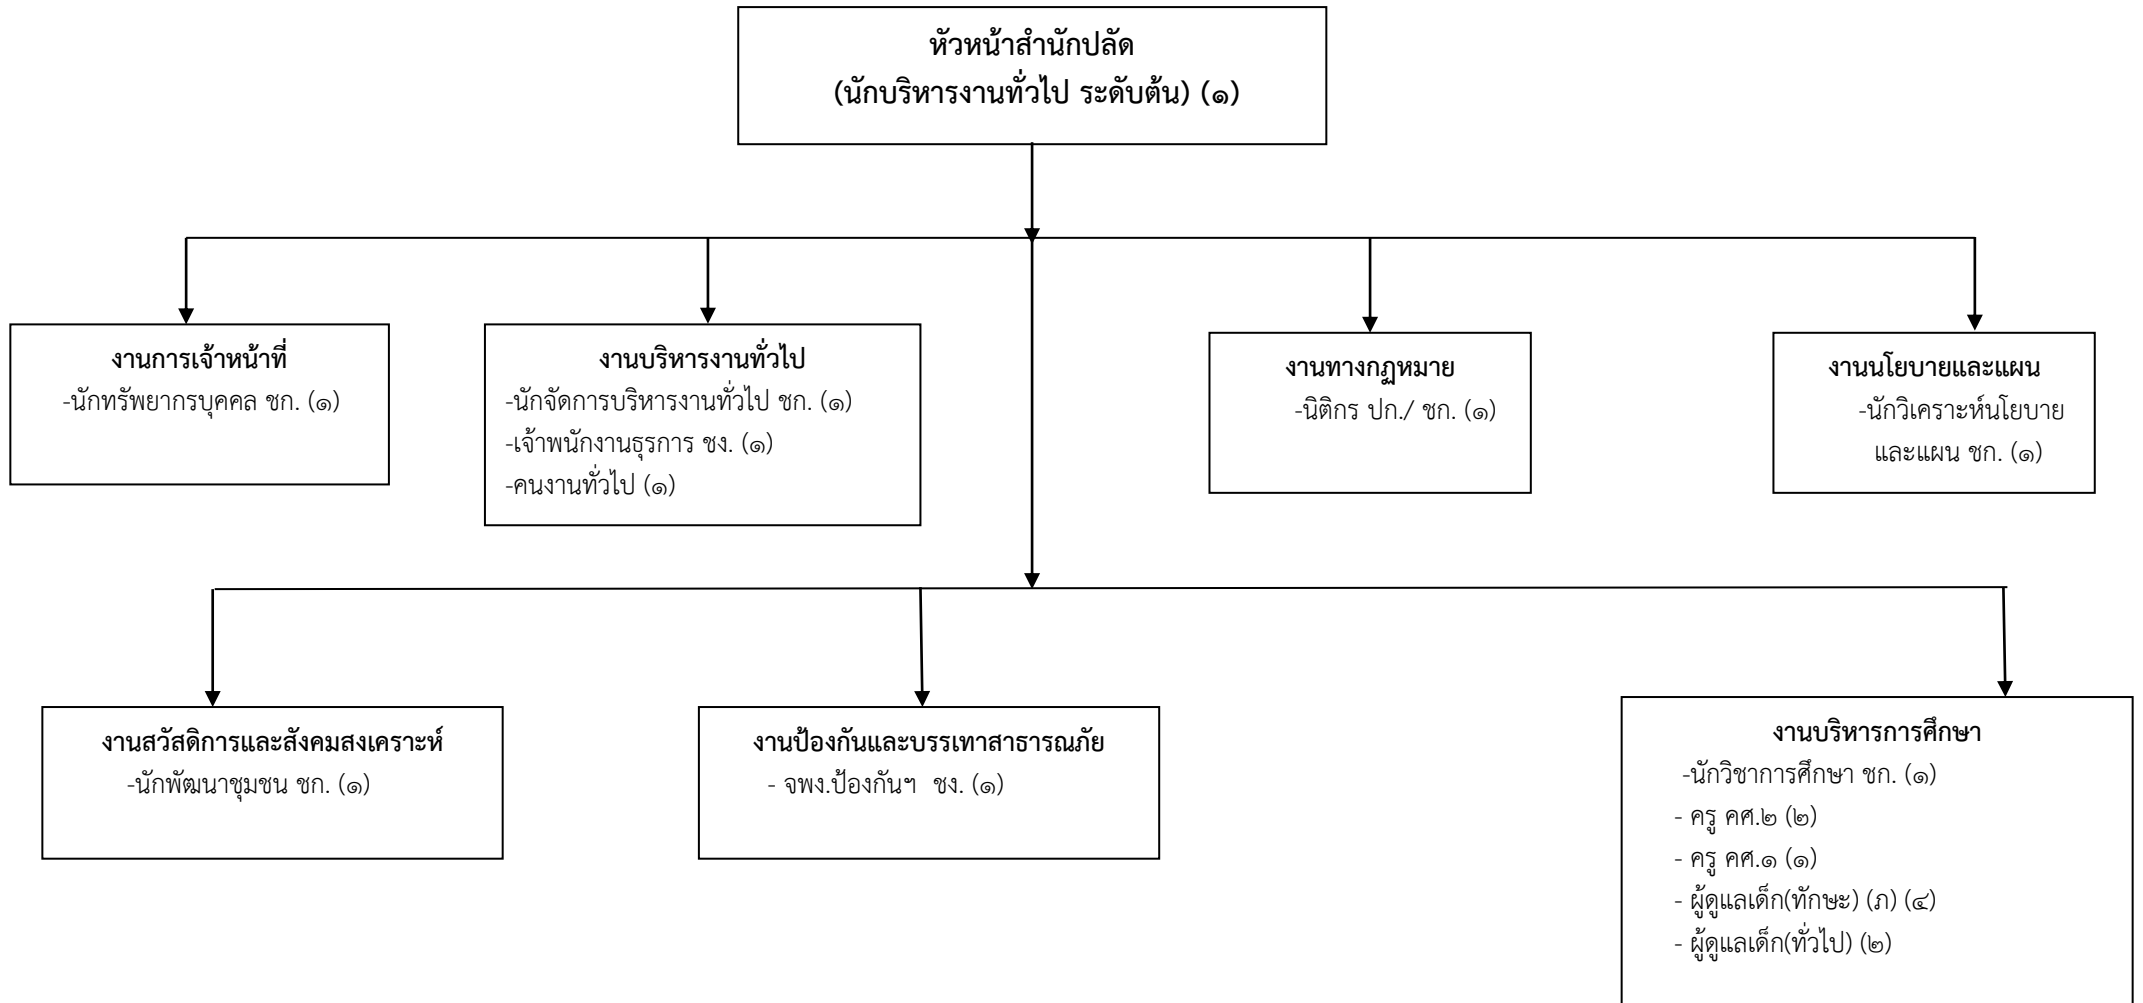 หัวหน้าสำนักปลัด
(นักบริหารงานทั่วไป ระดับต้น) (๑)
งานการเจ้าหน้าที่
-นักทรัพยากรบุคคล ชก. (๑)
งานบริหารงานทั่วไป
-นักจัดการบริหารงานทั่วไป ชก. (๑)
-เจ้าพนักงานธุรการ ชง. (๑)
-คนงานทั่วไป (๑)
งานทางกฏหมาย
-นิติกร ปก./ ชก. (๑)
งานนโยบายและแผน
-นักวิเคราะห์นโยบาย
และแผน ชก. (๑)
งานสวัสดิการและสังคมสงเคราะห์
-นักพัฒนาชุมชน ชก. (๑)
งานป้องกันและบรรเทาสาธารณภัย
- จพง.ป้องกันฯ ชง. (๑)
งานบริหารการศึกษา
-นักวิชาการศึกษา ชก. (๑)
- ครู คศ.๒ (๒)
- ครู คศ.๑ (๑)
- ผู้ดูแลเด็ก(ทักษะ) (ภ) (๔)
- ผู้ดูแลเด็ก(ทั่วไป) (๒)